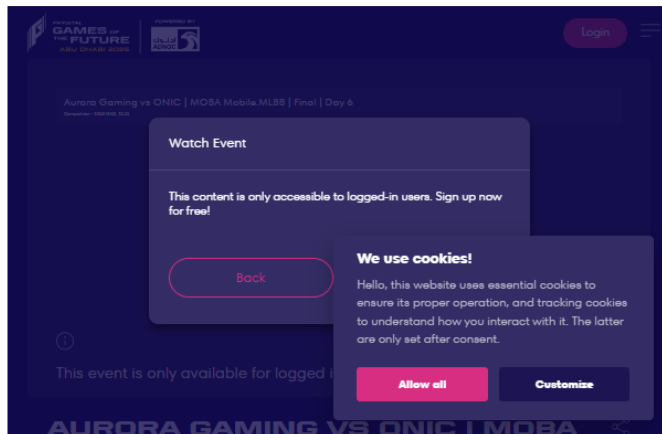 PHYGITAL
GAMES OF
THE FUTURE
ABU DHABI 2025
POWERED BY
أدنوك
ADNOC
Login
Aurora Gaming vs ONIC | MOBA Mobile.MLBB | Final | Day 6
Watch Event
This content is only accessible to logged-in users. Sign up now
for free!
Back
We use cookies!
Hello, this website uses essential cookies to
ensure its proper operation, and tracking cookies
to understand how you interact with it. The latter
are only set after consent.
Allow all
Customize
This event is only available for logged i
AURORA GAMING VS ONIC | MOBA